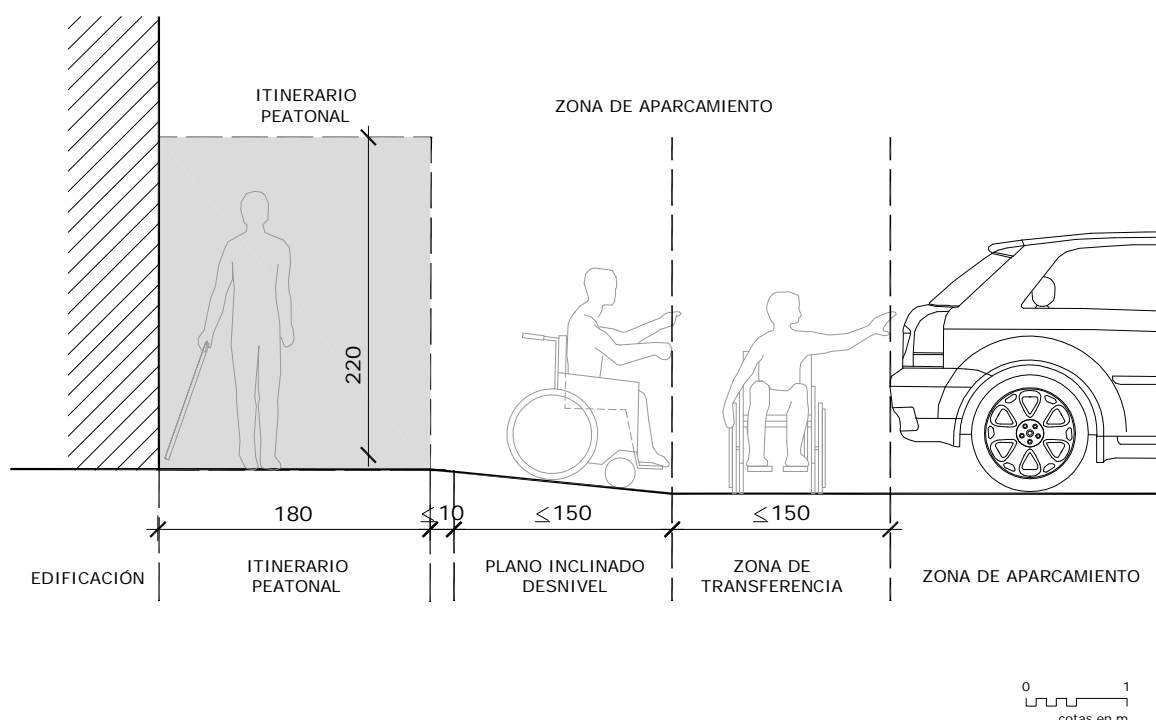 ITINERARIO
PEATONAL
ZONA DE APARCAMIENTO
220
180
≤10
≤150
≤150
EDIFICACIÓN
ITINERARIO
PEATONAL
PLANO INCLINADO
DESNIVEL
ZONA DE
TRANSFERENCIA
ZONA DE APARCAMIENTO
0 1
cotas en m